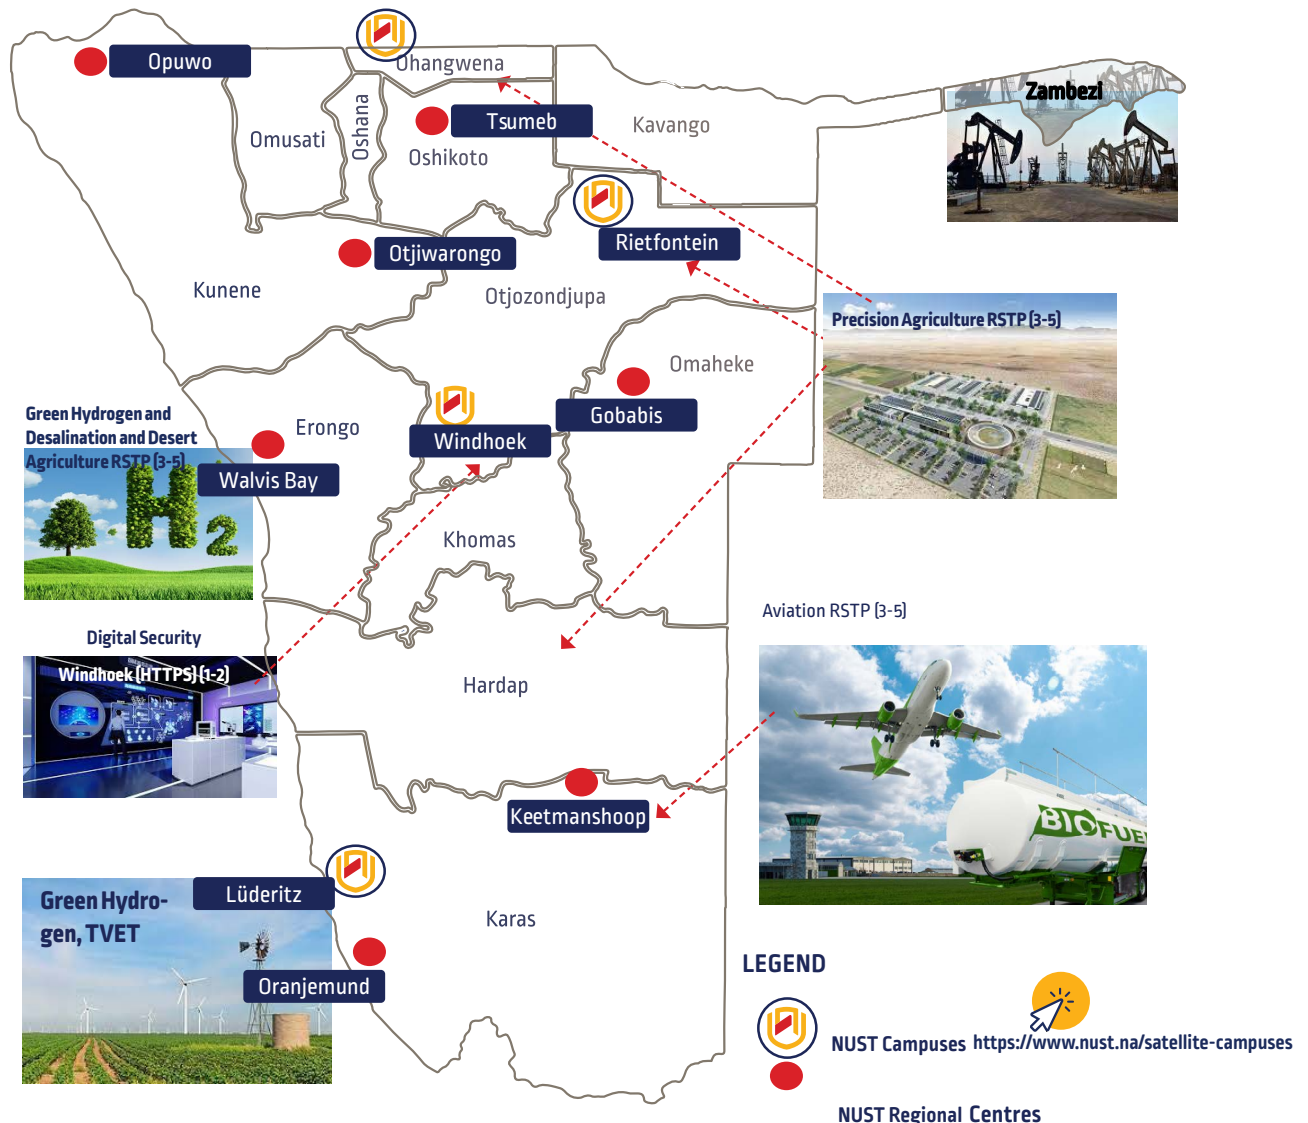 Opuwo
Ohangwena
Zambezi
Omusati
Oshana
Tsumeb
Oshikoto
Kavango
Rietfontein
Otjiwarongo
Kunene
Otjozondjupa
Precision Agriculture RSTP (3-5)
Omaheke
Gobabis
Green Hydrogen and
Desalination and Desert
Agriculture RSTP (3-5)
Erongo
Windhoek
Walvis Bay
H2
Khomas
Aviation RSTP (3-5)
Digital Security
Windhoek (HTTPS) (1-2)
Hardap
Keetmanshoop
BIOFUE
Lüderitz
Green Hydro-
gen, TVET
Karas
Oranjemund
LEGEND
NUST Campuses
https://www.nust.na/satellite-campuses
NUST Regional Centres